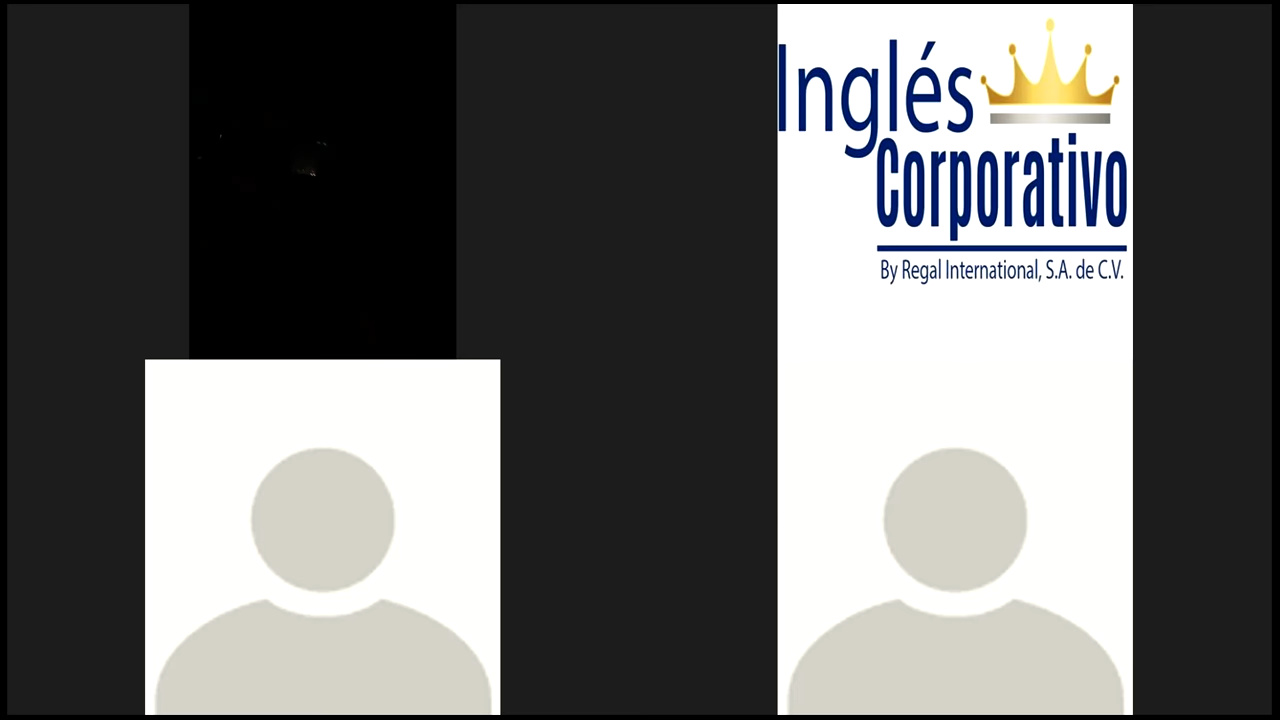 Inglés
Corporativo
By Regal International, S.A. de C.V.